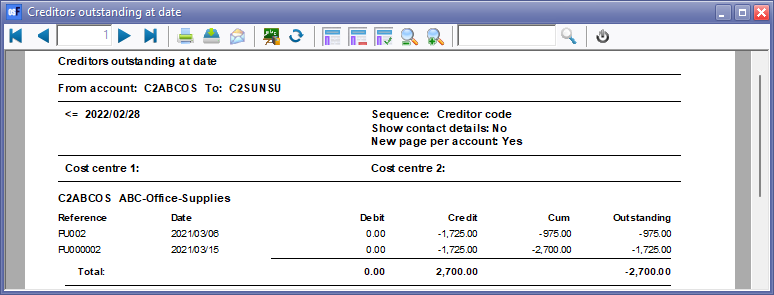 Creditors outstanding at date
1
Creditors outstanding at date
From account: C2ABCOS To: C2SUNSU
<= 2022/02/28 Sequence: Creditor code
Show contact details: No
New page per account: Yes
Cost centre 1: Cost centre 2:
C2ABCOS ABC-Office-Supplies
Reference Date Debit Credit Cum Outstanding
PU002 2021/03/06 0.00 -1,725.00 -975.00 -975.00
PU000002 2021/03/15 0.00 -1,725.00 -2,700.00 -1,725.00
Total: 0.00 2,700.00 -2,700.00